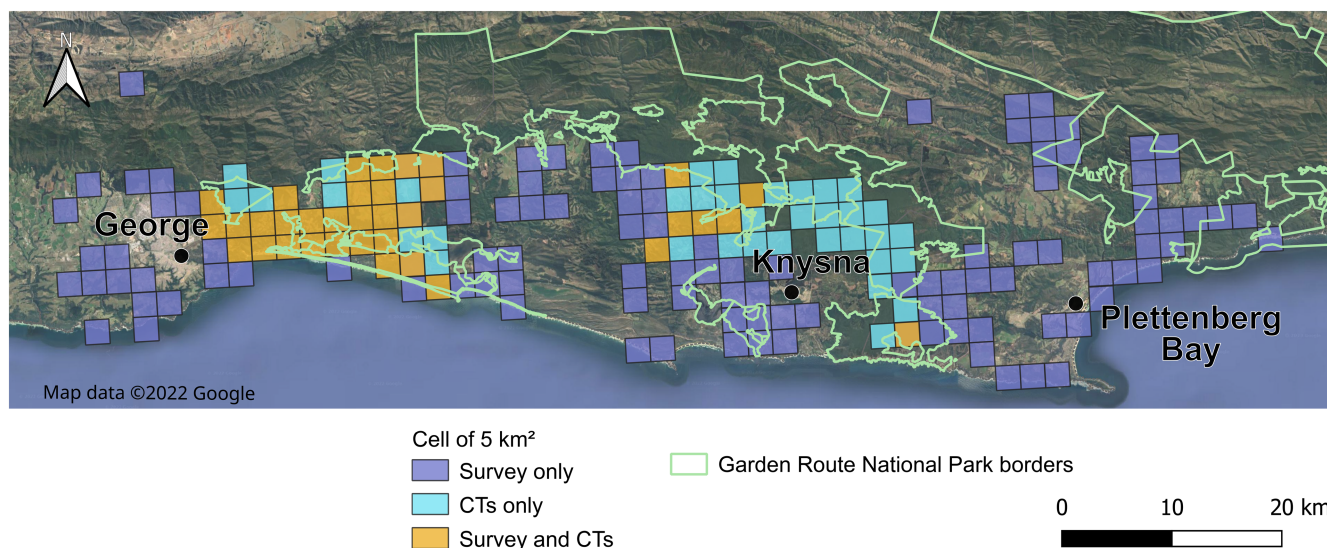 N
George
Knysna
Plettenberg
Bay
Map data ©2022 Google
Cell of 5 km²
Survey only
CTs only
Survey and CTs
Garden Route National Park borders
0 10 20 km